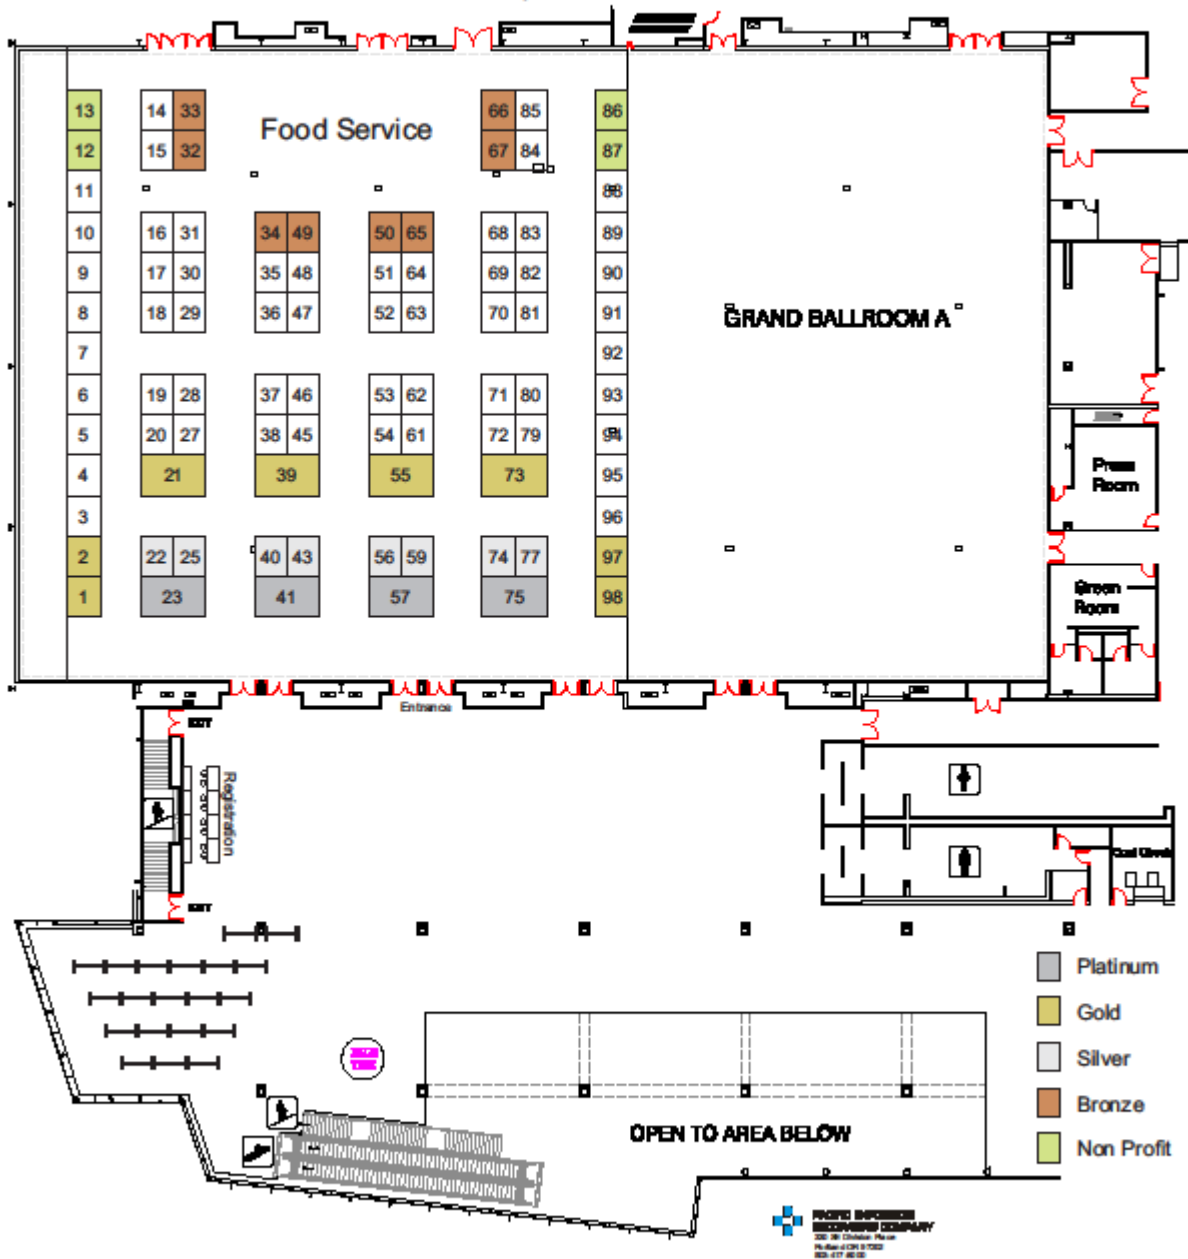 13 14 33 Food Service 66 85 86
12 15 32 67 84 87
11 88
10 16 31 34 49 50 65 68 83 89
9 17 30 35 48 51 64 69 82 90
8 18 29 36 47 52 63 70 81 91
GRAND BALLROOM A
7 92
6 19 28 37 46 53 62 71 80 93
5 20 27 38 45 54 61 72 79 94
4 21 39 55 73 95
Press
Room
3 96
2 22 25 40 43 56 59 74 77 97
1 23 41 57 75 98
Green
Room
Entrance
EXIT
Registration
Coat Check
EXIT
Platinum
Gold
Silver
Bronze
Non Profit
OPEN TO AREA BELOW